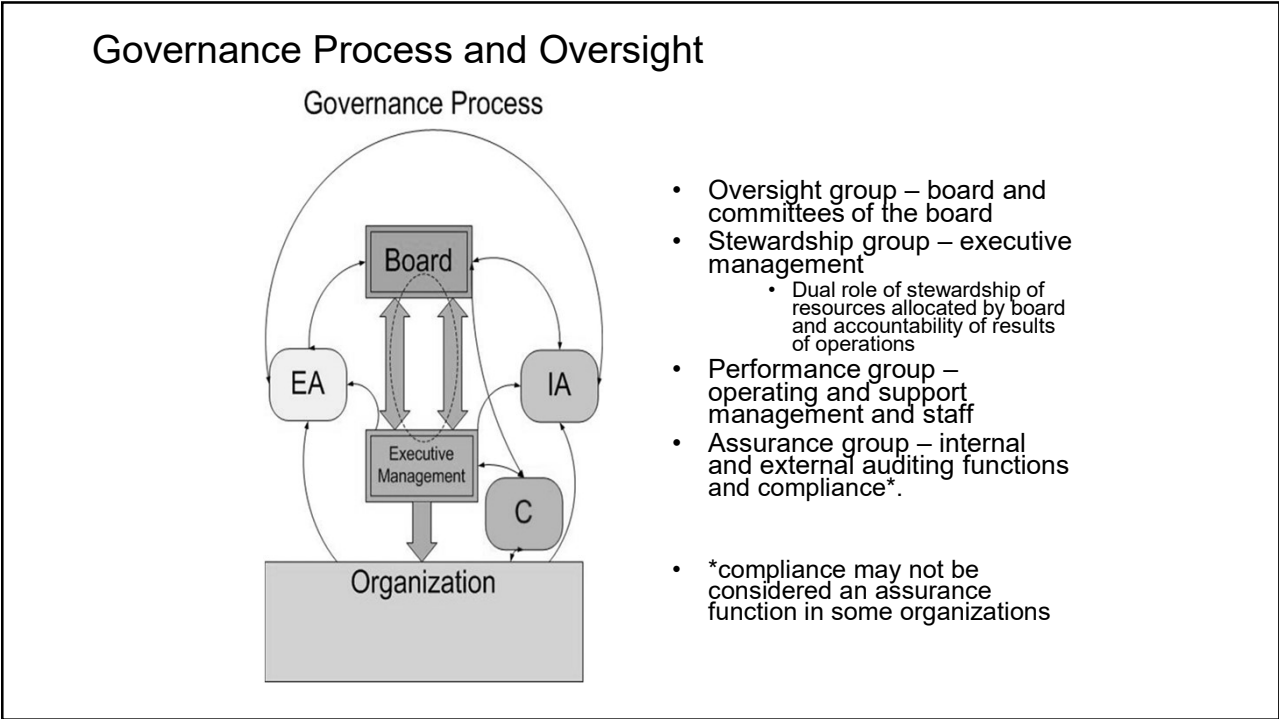 Governance Process and Oversight
Governance Process
Board
EA
IA
Executive
Management
C
Organization
• Oversight group – board and
committees of the board
• Stewardship group – executive
management
• Dual role of stewardship of
resources allocated by board
and accountability of results
of operations
• Performance group –
operating and support
management and staff
• Assurance group – internal
and external auditing functions
and compliance*.
• *compliance may not be
considered an assurance
function in some organizations